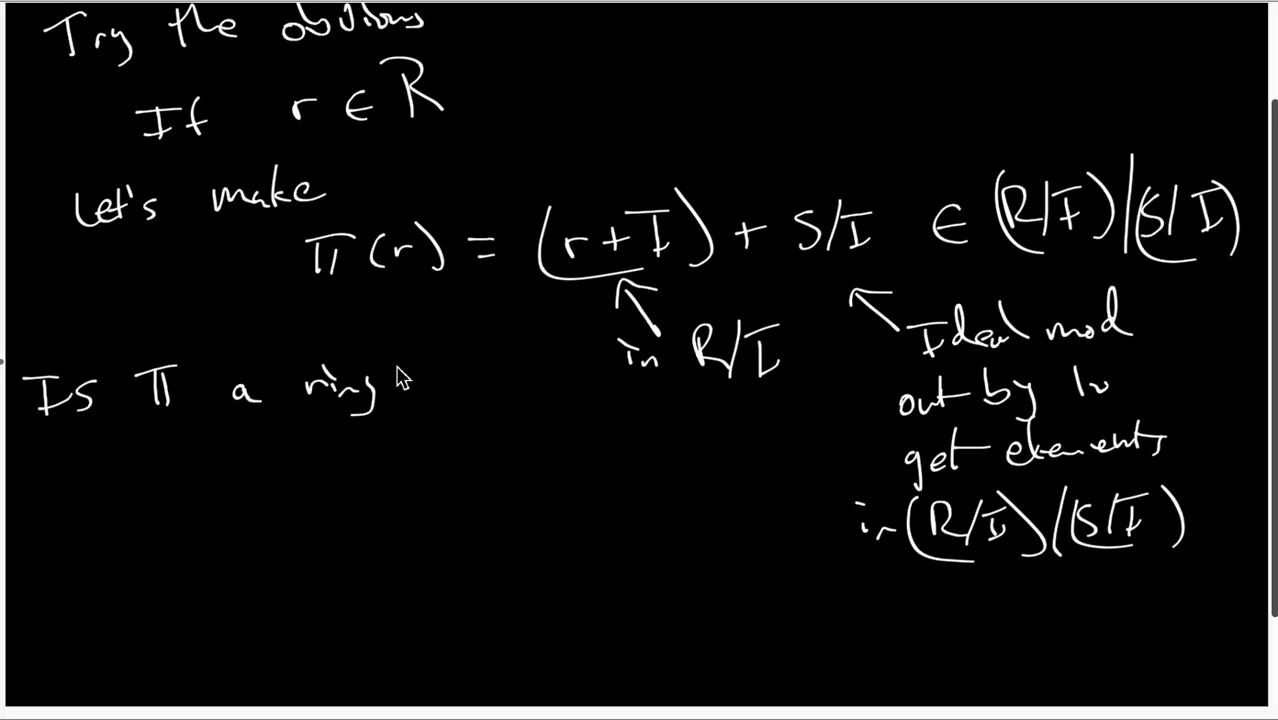 Try the obvious
If r ∈ R
Let's make
π(r) = (r+I) + S/I ∈ (R/I)/(S/I)
in R/I
Ideal mod
out by to
get elements
in (R/I)/(S/I)
Is π a ring